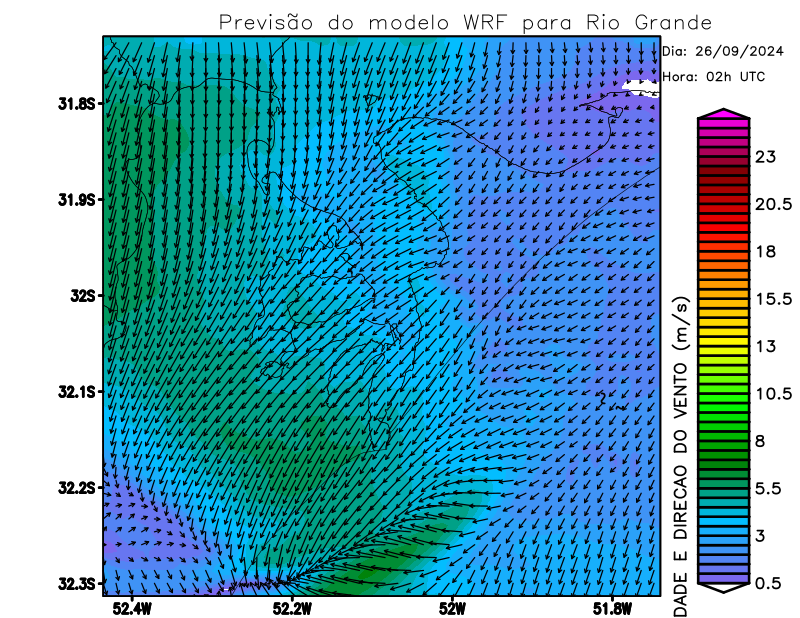 Previsão do modelo WRF para Rio Grande
Dia: 26/09/2024
Hora: 02h UTC
31.8S
31.9S
32S
32.1S
32.2S
32.3S
52.4W
52.2W
52W
51.8W
23
20.5
18
15.5
13
10.5
8
5.5
3
0.5
DADE E DIRECAO DO VENTO (m/s)